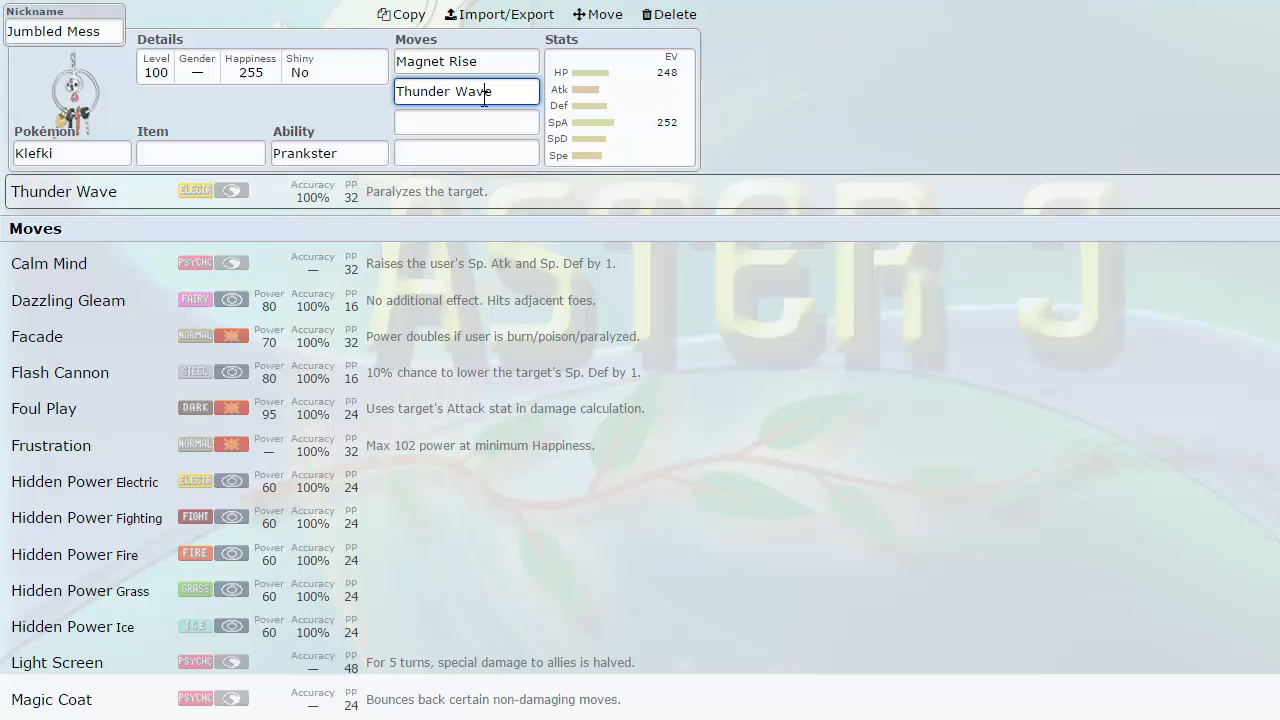 Nickname
Jumbled Mess
Copy Import/Export Move Delete
Details
Level Gender Happiness Shiny
100 — 255 No
Pokémon Item Ability
Klefki Prankster
Moves
Magnet Rise
Thunder Wave
Stats
EV
HP 248
Atk
Def
SpA 252
SpD
Spe
Thunder Wave ELECTR Accuracy 100% PP 32 Paralyzes the target.
Moves
Calm Mind PSYCHC Accuracy — PP 32 Raises the user's Sp. Atk and Sp. Def by 1.
Dazzling Gleam FAIRY Power 80 Accuracy 100% PP 16 No additional effect. Hits adjacent foes.
Facade NORMAL Power 70 Accuracy 100% PP 32 Power doubles if user is burn/poison/paralyzed.
Flash Cannon STEEL Power 80 Accuracy 100% PP 16 10% chance to lower the target's Sp. Def by 1.
Foul Play DARK Power 95 Accuracy 100% PP 24 Uses target's Attack stat in damage calculation.
Frustration NORMAL Power — Accuracy 100% PP 32 Max 102 power at minimum Happiness.
Hidden Power Electric ELECTR Power 60 Accuracy 100% PP 24
Hidden Power Fighting FIGHT Power 60 Accuracy 100% PP 24
Hidden Power Fire FIRE Power 60 Accuracy 100% PP 24
Hidden Power Grass GRASS Power 60 Accuracy 100% PP 24
Hidden Power Ice ICE Power 60 Accuracy 100% PP 24
Light Screen PSYCHC Accuracy — PP 48 For 5 turns, special damage to allies is halved.
Magic Coat PSYCHC Accuracy — PP 24 Bounces back certain non-damaging moves.
ASTER J